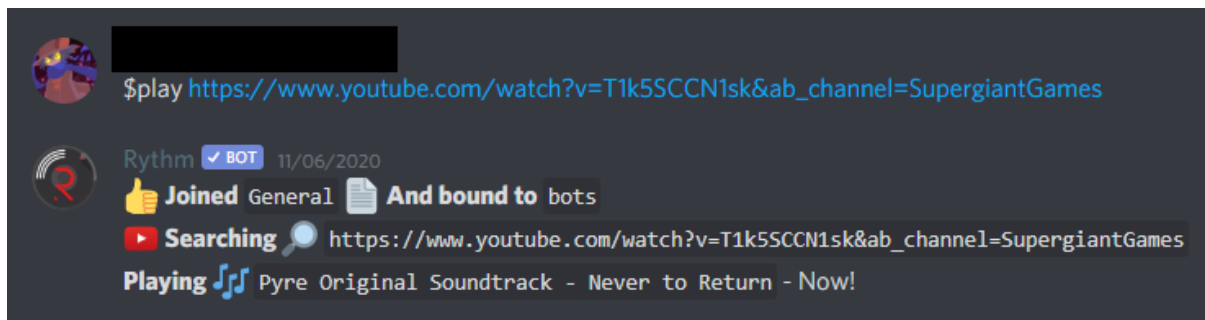 $play https://www.youtube.com/watch?v=T1k5SCCN1sk&ab_channel=SupergiantGames
Rythm ✓ BOT 11/06/2020
👍 Joined General 📄 And bound to bots
Searching 🔎 https://www.youtube.com/watch?v=T1k5SCCN1sk&ab_channel=SupergiantGames
Playing 🎶 Pyre Original Soundtrack - Never to Return - Now!